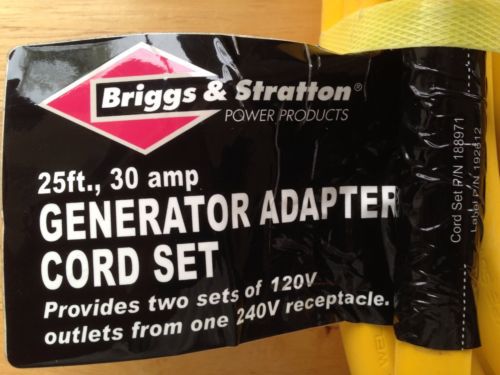 Briggs & Stratton®
POWER PRODUCTS
25ft., 30 amp
GENERATOR ADAPTER
CORD SET
Provides two sets of 120V
outlets from one 240V receptacle.
Cord Set P/N 188971
Label P/N 192812